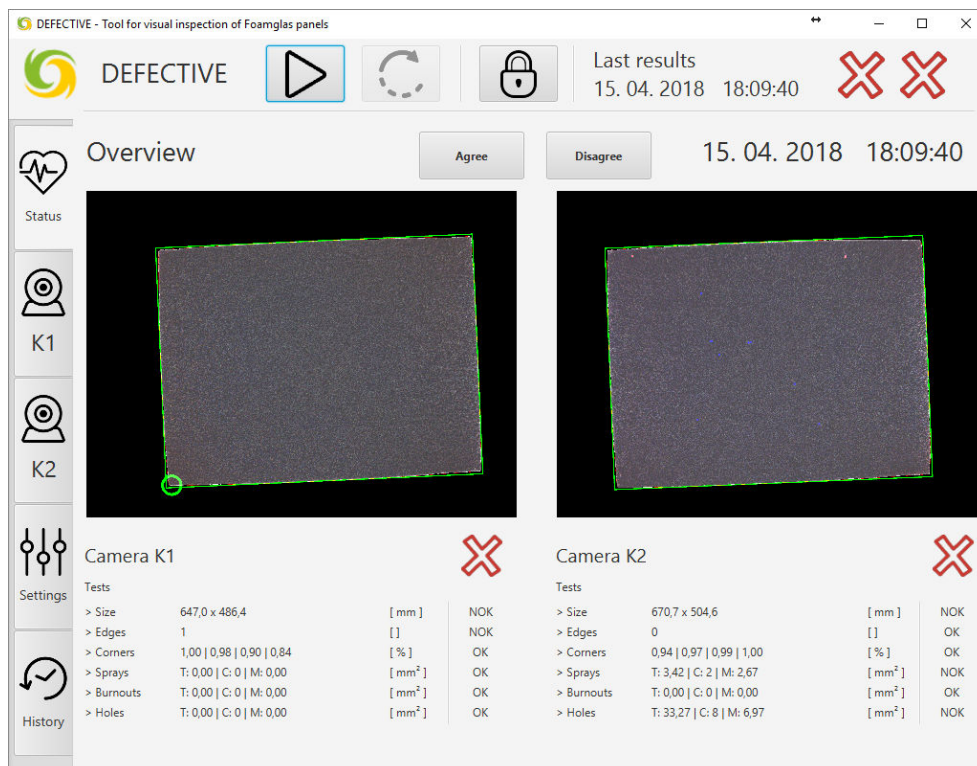 DEFECTIVE - Tool for visual inspection of Foamglas panels
DEFECTIVE
Last results
15. 04. 2018 18:09:40
Status
K1
K2
Settings
History
Overview
Agree
Disagree
15. 04. 2018 18:09:40
Camera K1
Tests
> Size 647,0 x 486,4 [ mm ] NOK
> Edges 1 [ ] NOK
> Corners 1,00 | 0,98 | 0,90 | 0,84 [ % ] OK
> Sprays T: 0,00 | C: 0 | M: 0,00 [ mm² ] OK
> Burnouts T: 0,00 | C: 0 | M: 0,00 [ mm² ] OK
> Holes T: 0,00 | C: 0 | M: 0,00 [ mm² ] OK
Camera K2
Tests
> Size 670,7 x 504,6 [ mm ] NOK
> Edges 0 [ ] OK
> Corners 0,94 | 0,97 | 0,99 | 1,00 [ % ] OK
> Sprays T: 3,42 | C: 2 | M: 2,67 [ mm² ] NOK
> Burnouts T: 0,00 | C: 0 | M: 0,00 [ mm² ] OK
> Holes T: 33,27 | C: 8 | M: 6,97 [ mm² ] NOK